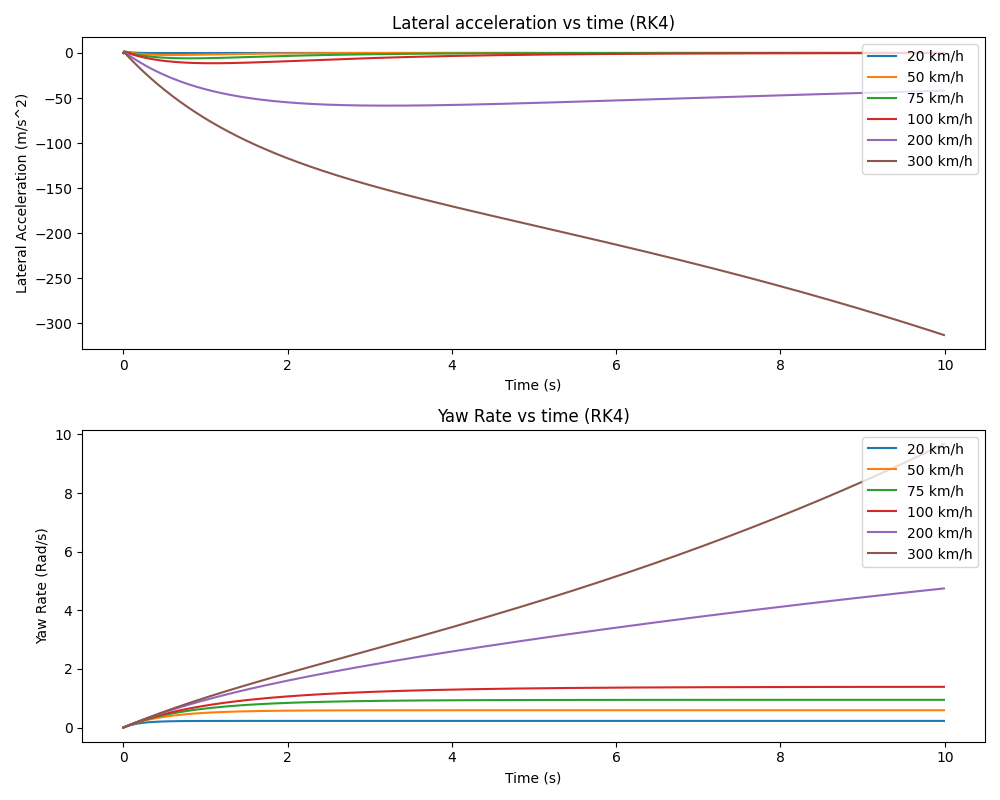 Lateral acceleration vs time (RK4)
Lateral Acceleration (m/s^2)
0
−50
−100
−150
−200
−250
−300
20 km/h
50 km/h
75 km/h
100 km/h
200 km/h
300 km/h
0 2 4 6 8 10
Time (s)
Yaw Rate vs time (RK4)
Yaw Rate (Rad/s)
10
8
6
4
2
0
20 km/h
50 km/h
75 km/h
100 km/h
200 km/h
300 km/h
0 2 4 6 8 10
Time (s)